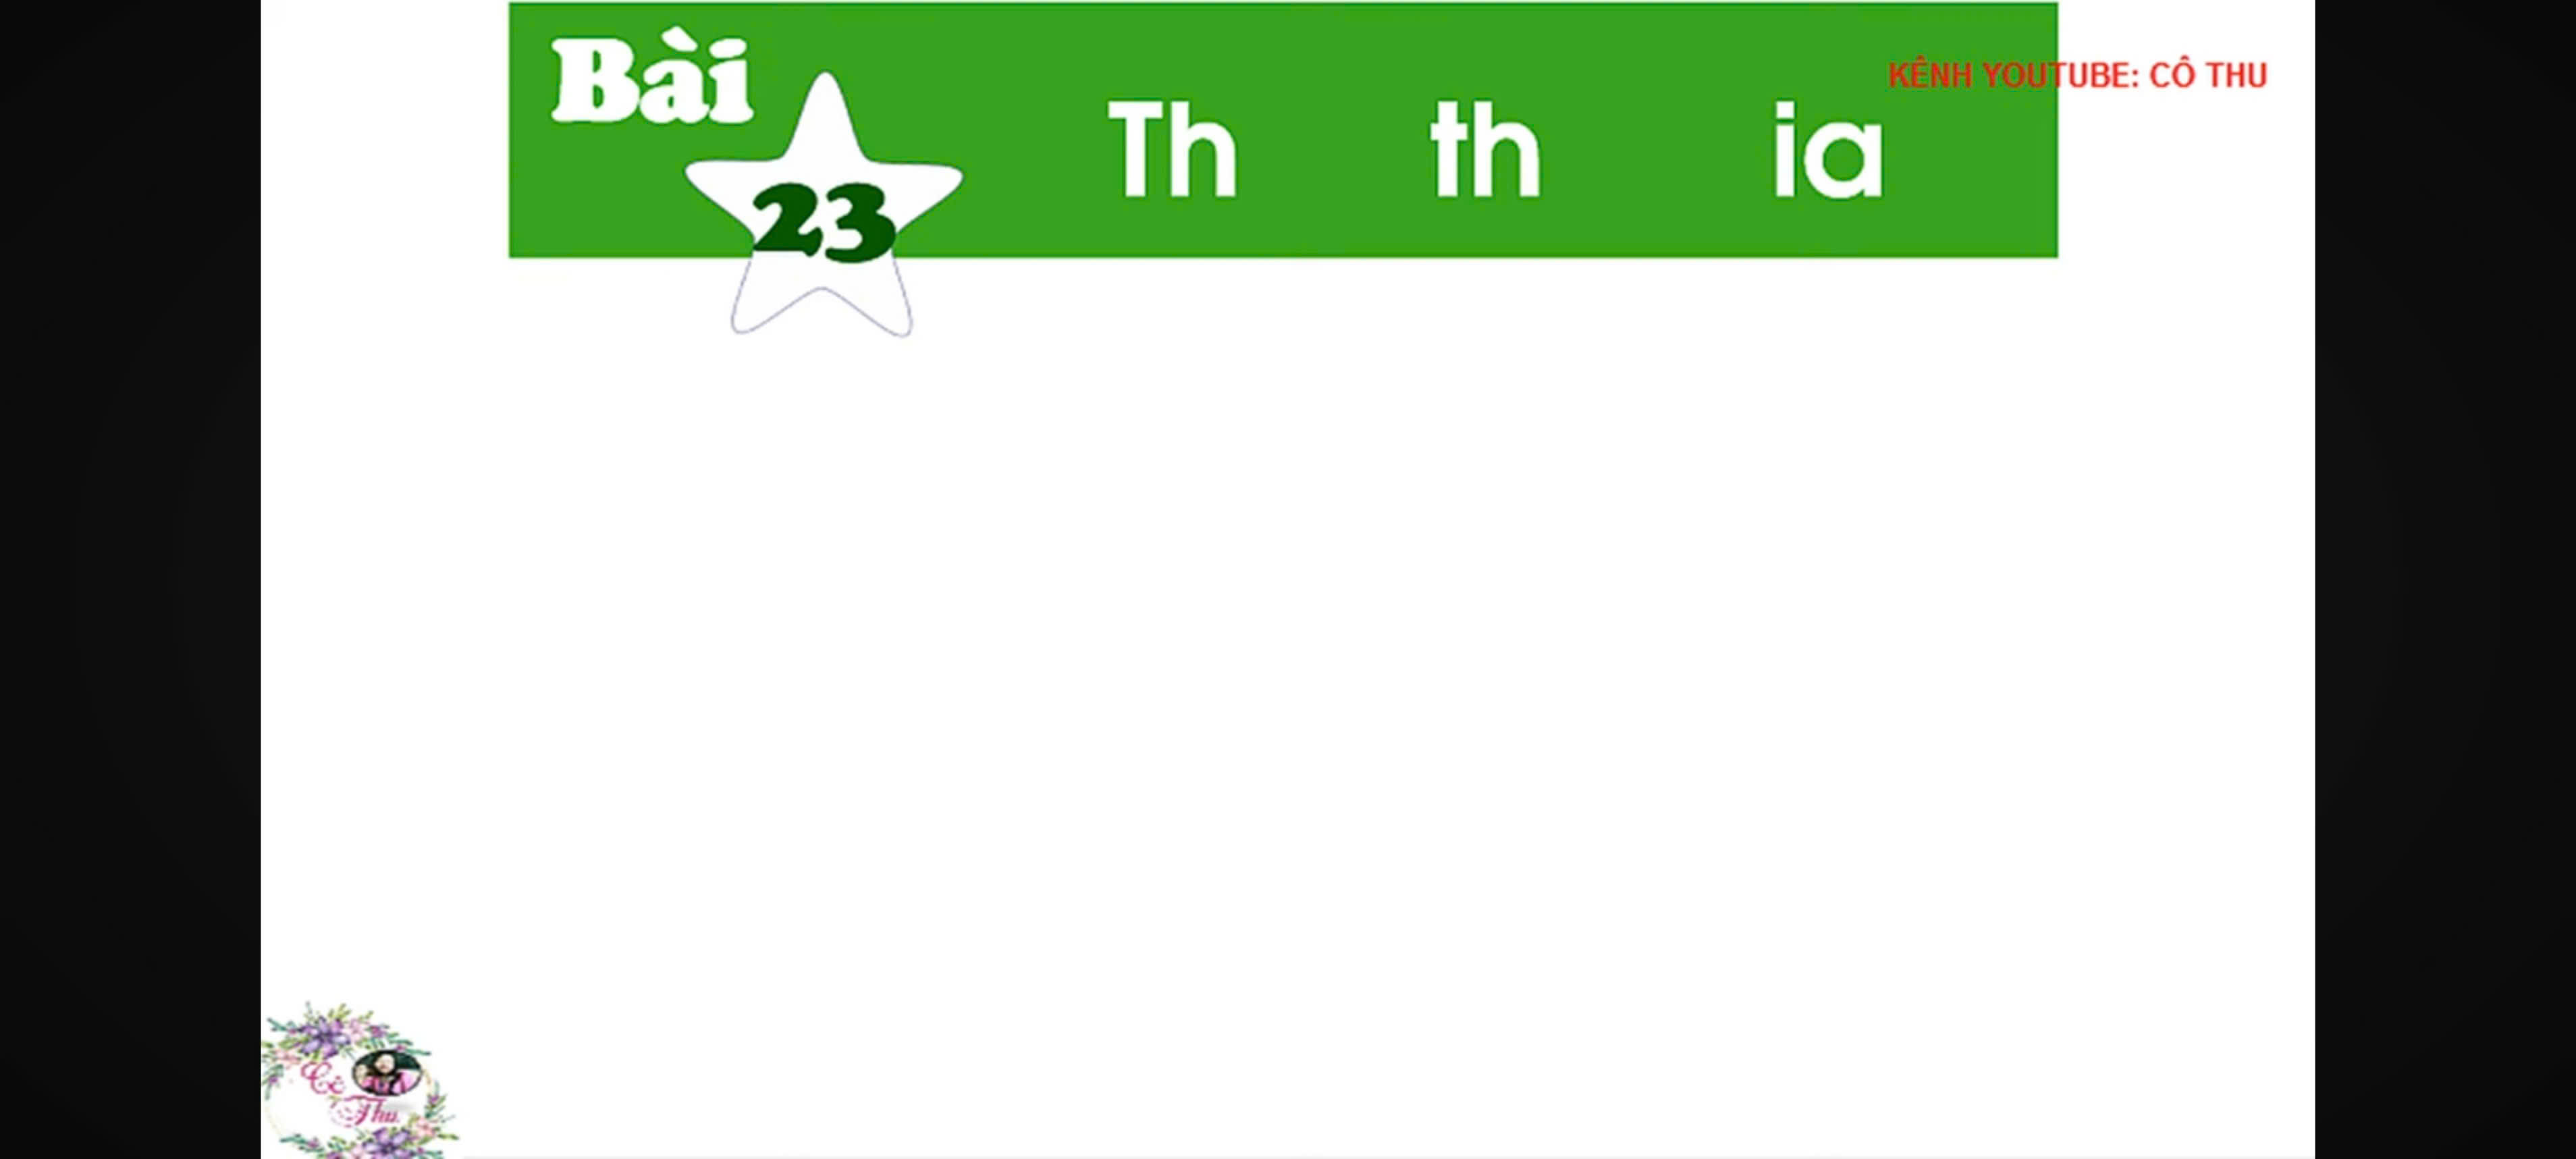 Bài
23
Th th ia
KÊNH YOUTUBE: CÔ THU
Cô
Thu